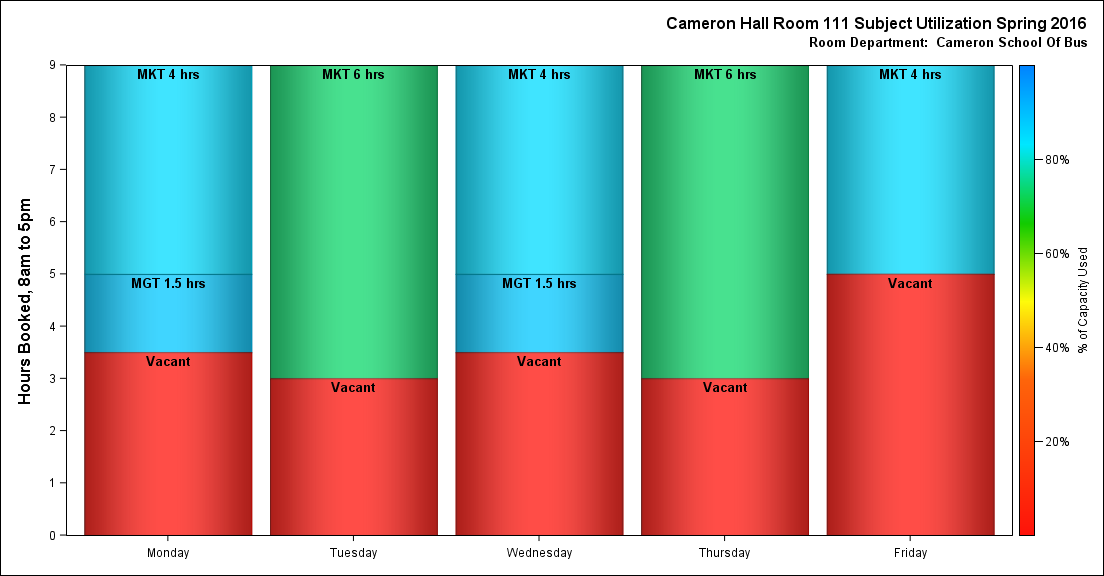 Cameron Hall Room 111 Subject Utilization Spring 2016
Room Department:  Cameron School Of Bus
Hours Booked, 8am to 5pm
9
8
7
6
5
4
3
2
1
0
MKT 4 hrs
MGT 1.5 hrs
Vacant
MKT 6 hrs
Vacant
MKT 4 hrs
MGT 1.5 hrs
Vacant
MKT 6 hrs
Vacant
MKT 4 hrs
Vacant
Monday
Tuesday
Wednesday
Thursday
Friday
80%
60%
40%
20%
% of Capacity Used